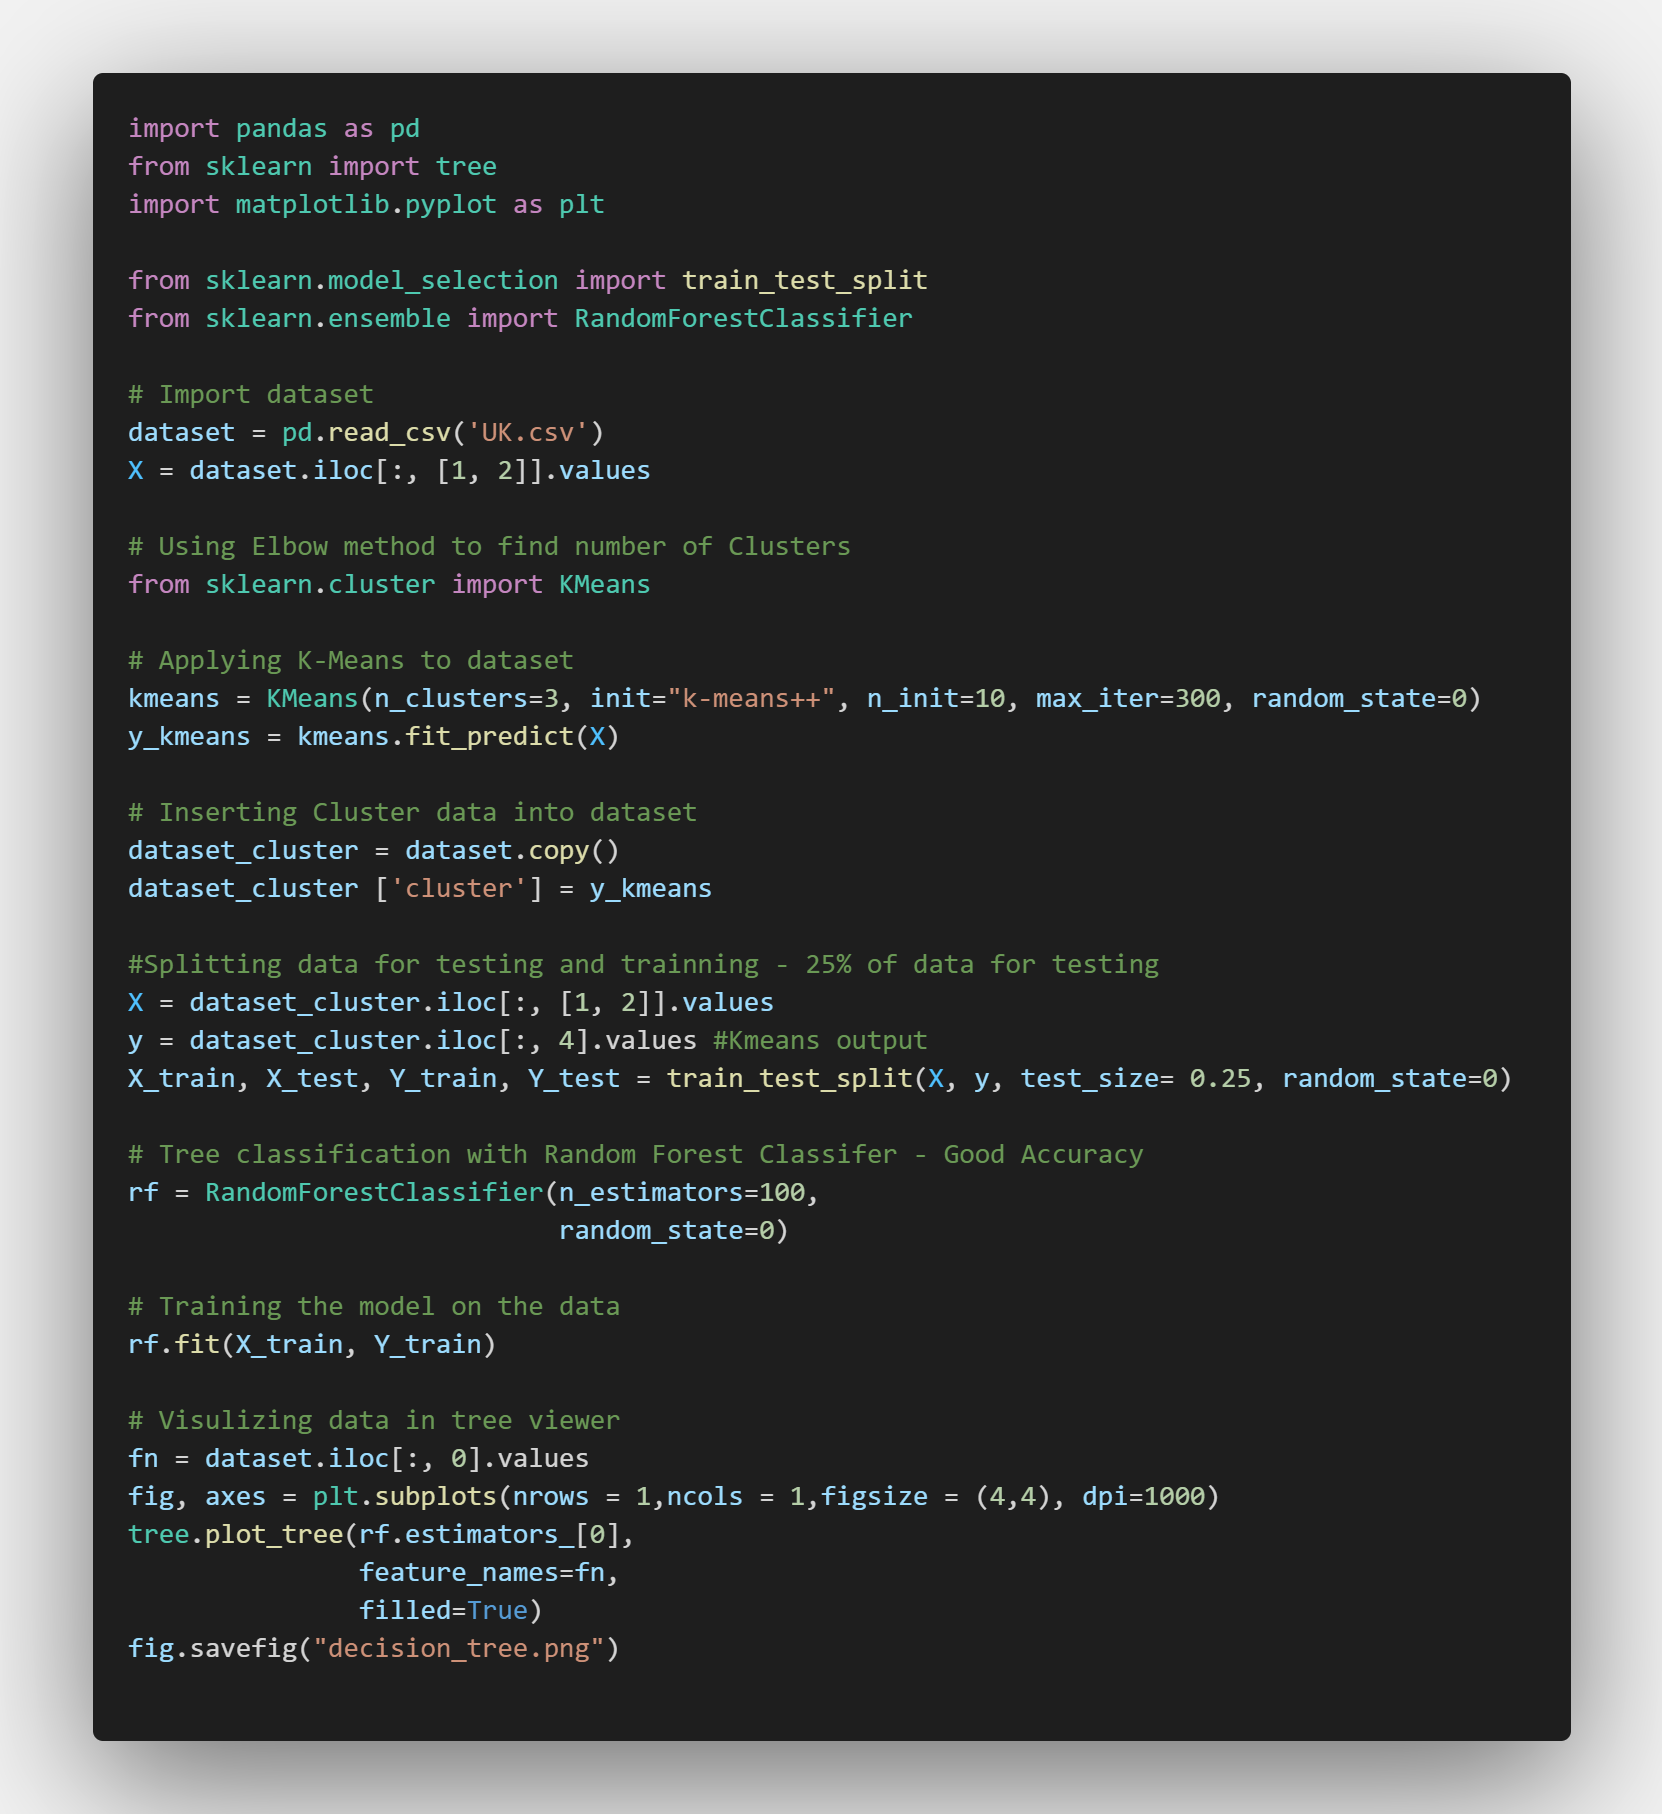 import pandas as pd
from sklearn import tree
import matplotlib.pyplot as plt

from sklearn.model_selection import train_test_split
from sklearn.ensemble import RandomForestClassifier

# Import dataset
dataset = pd.read_csv('UK.csv')
X = dataset.iloc[:, [1, 2]].values

# Using Elbow method to find number of Clusters
from sklearn.cluster import KMeans

# Applying K-Means to dataset
kmeans = KMeans(n_clusters=3, init="k-means++", n_init=10, max_iter=300, random_state=0)
y_kmeans = kmeans.fit_predict(X)

# Inserting Cluster data into dataset
dataset_cluster = dataset.copy()
dataset_cluster ['cluster'] = y_kmeans

#Splitting data for testing and trainning - 25% of data for testing
X = dataset_cluster.iloc[:, [1, 2]].values
y = dataset_cluster.iloc[:, 4].values #Kmeans output
X_train, X_test, Y_train, Y_test = train_test_split(X, y, test_size= 0.25, random_state=0)

# Tree classification with Random Forest Classifer - Good Accuracy
rf = RandomForestClassifier(n_estimators=100,
                            random_state=0)

# Training the model on the data
rf.fit(X_train, Y_train)

# Visulizing data in tree viewer
fn = dataset.iloc[:, 0].values
fig, axes = plt.subplots(nrows = 1,ncols = 1,figsize = (4,4), dpi=1000)
tree.plot_tree(rf.estimators_[0],
               feature_names=fn,
               filled=True)
fig.savefig("decision_tree.png")